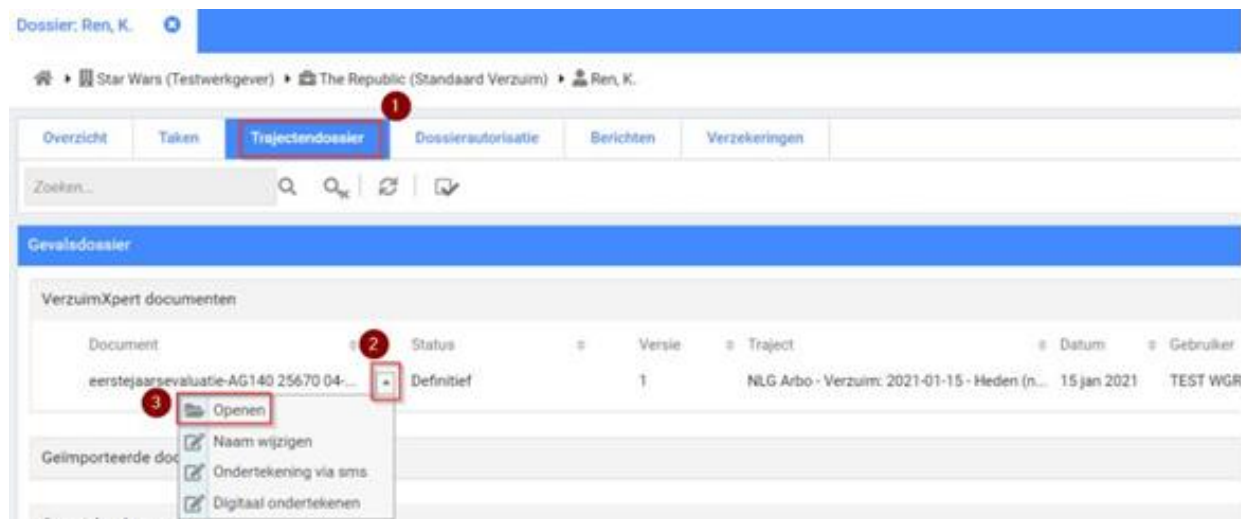 Dossier: Ren, K.
Star Wars (Testwerkgever) The Republic (Standaard Verzuim) Ren, K.
1
Overzicht Taken Trajectendossier Dossierautorisatie Berichten Verzekeringen
Zoeken...
Gevalsdossier
VerzuimXpert documenten
Document 2 Status Versie Traject Datum Gebruiker
eerstejaarsevaluatie-AG140 25670 04-... Definitief 1 NLG Arbo - Verzuim: 2021-01-15 - Heden (n... 15 jan 2021 TEST WGR
3 Openen
Naam wijzigen
Geïmporteerde doc
Ondertekening via sms
Digitaal ondertekenen